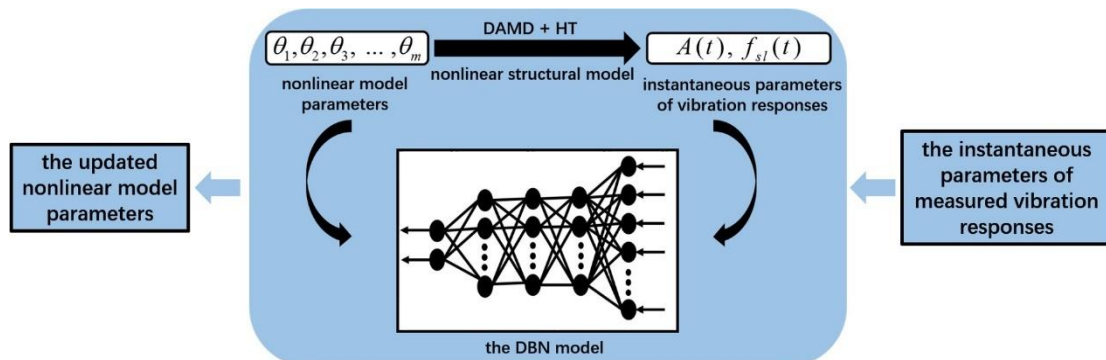 DAMD + HT
θ₁,θ₂,θ₃, ... ,θₘ
A(t), fₛₗ(t)
nonlinear structural model
nonlinear model
parameters
instantaneous parameters
of vibration responses
the updated
nonlinear model
parameters
the instantaneous
parameters of
measured vibration
responses
the DBN model